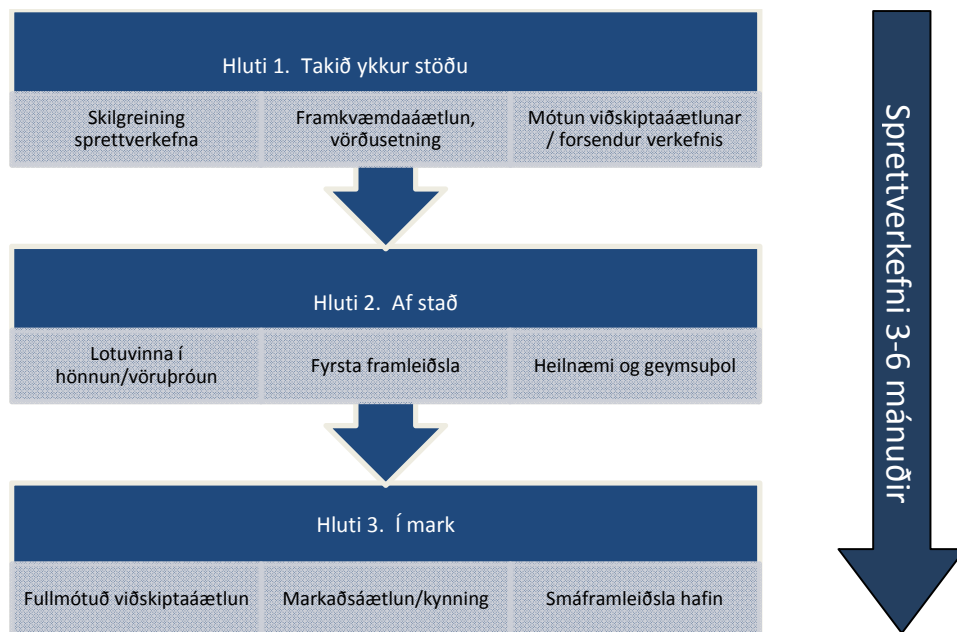 Hluti 1. Takið ykkur stöðu
Skilgreining
sprettverkefna
Framkvæmdaáætlun,
vörðusetning
Mótun viðskiptaáætlunar
/ forsendur verkefnis
Hluti 2. Af stað
Lotuvinna í
hönnun/vöruþróun
Fyrsta framleiðsla
Heilnæmi og geymsuþol
Hluti 3. Í mark
Fullmótuð viðskiptaáætlun
Markaðsáætlun/kynning
Smáframleiðsla hafin
Sprettverkefni 3-6 mánuðir